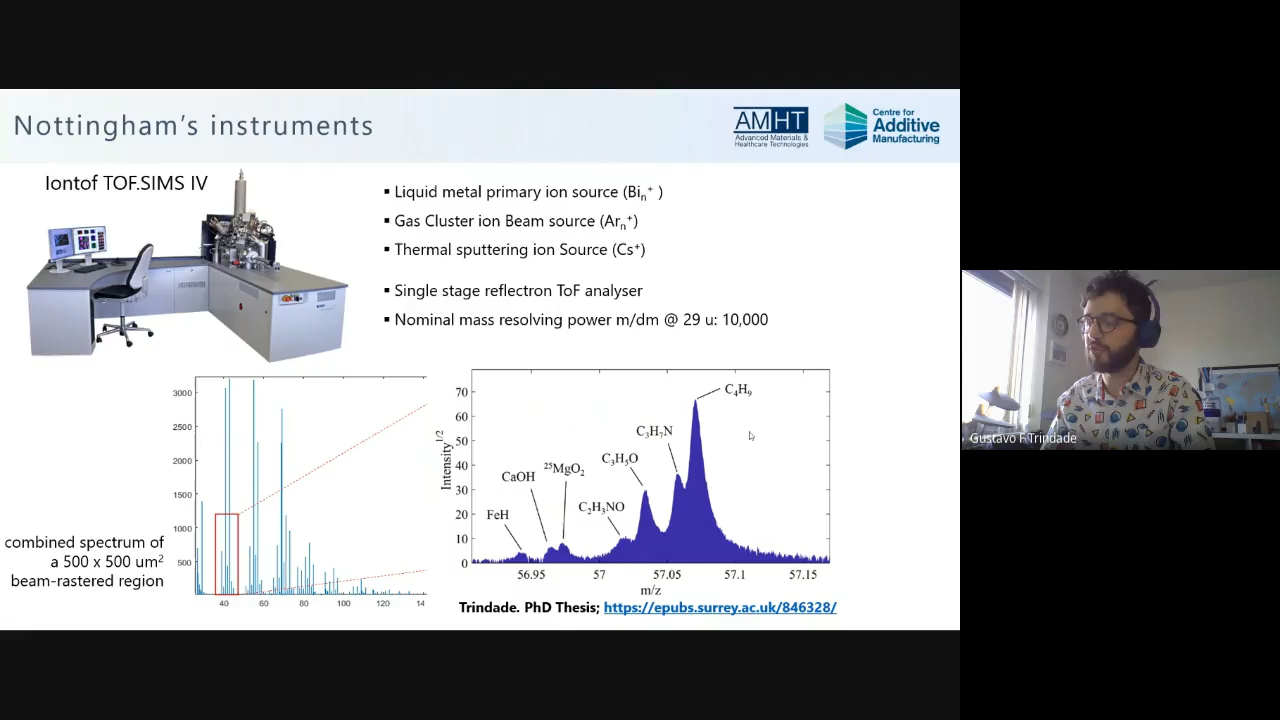 Nottingham's instruments
AMHT
Advanced Materials &
Healthcare Technologies
Centre for
Additive
Manufacturing
Iontof TOF.SIMS IV
▪ Liquid metal primary ion source (Biₙ⁺ )
▪ Gas Cluster ion Beam source (Arₙ⁺)
▪ Thermal sputtering ion Source (Cs⁺)
▪ Single stage reflectron ToF analyser
▪ Nominal mass resolving power m/dm @ 29 u: 10,000
combined spectrum of
a 500 x 500 um²
beam-rastered region
3000
2500
2000
1500
1000
500
40 60 80 100 120 14
Intensity^1/2
70
60
50
40
30
20
10
0
FeH
CaOH
²⁵MgO₂
C₂H₃NO
C₃H₅O
C₃H₇N
C₄H₉
56.95 57 57.05 57.1 57.15
m/z
Trindade. PhD Thesis; https://epubs.surrey.ac.uk/846328/
Gustavo F Trindade